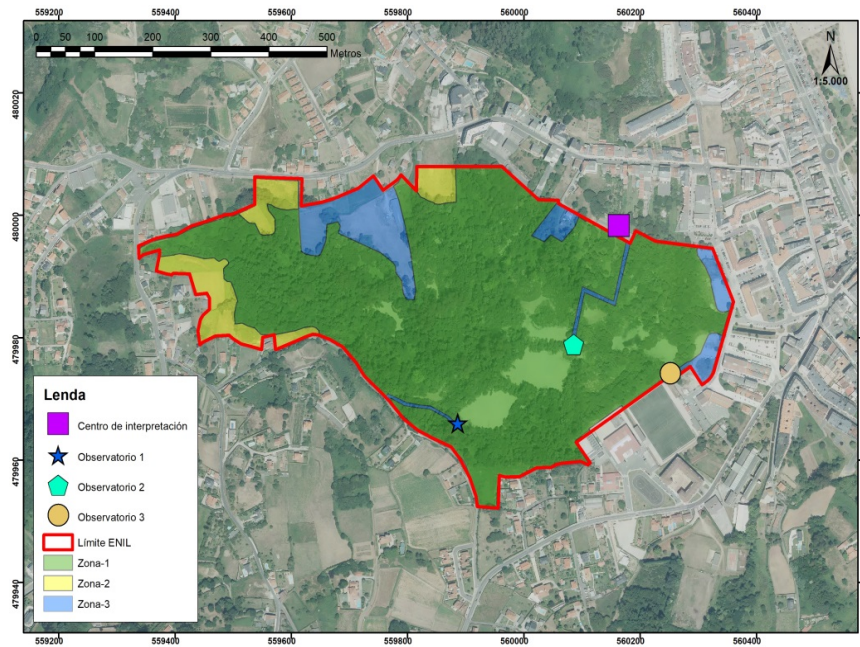 559200 559400 559600 559800 560000 560200 560400
0 50 100 200 300 400 500
Metros
N
1:5.000
480020
480000
479980
479960
479940
Lenda
Centro de interpretación
Observatorio 1
Observatorio 2
Observatorio 3
Límite ENIL
Zona-1
Zona-2
Zona-3
559200 559400 559600 559800 560000 560200 560400